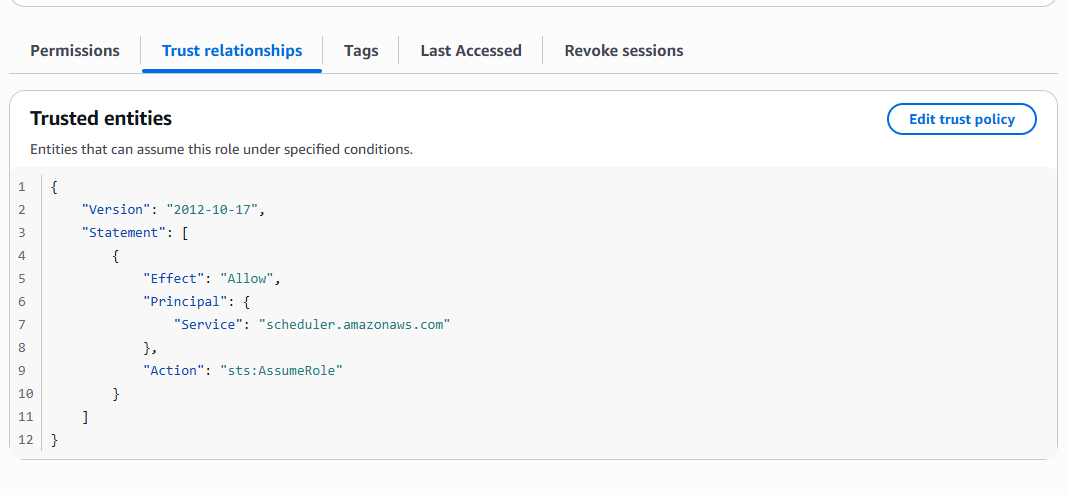 Permissions Trust relationships Tags Last Accessed Revoke sessions
Trusted entities
Edit trust policy
Entities that can assume this role under specified conditions.
1 {
2     "Version": "2012-10-17",
3     "Statement": [
4         {
5             "Effect": "Allow",
6             "Principal": {
7                 "Service": "scheduler.amazonaws.com"
8             },
9             "Action": "sts:AssumeRole"
10         }
11     ]
12 }